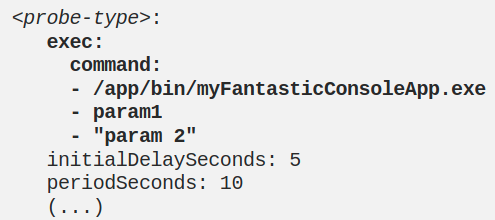 <probe-type>:
   exec:
     command:
     - /app/bin/myFantasticConsoleApp.exe
     - param1
     - "param 2"
   initialDelaySeconds: 5
   periodSeconds: 10
   (...)